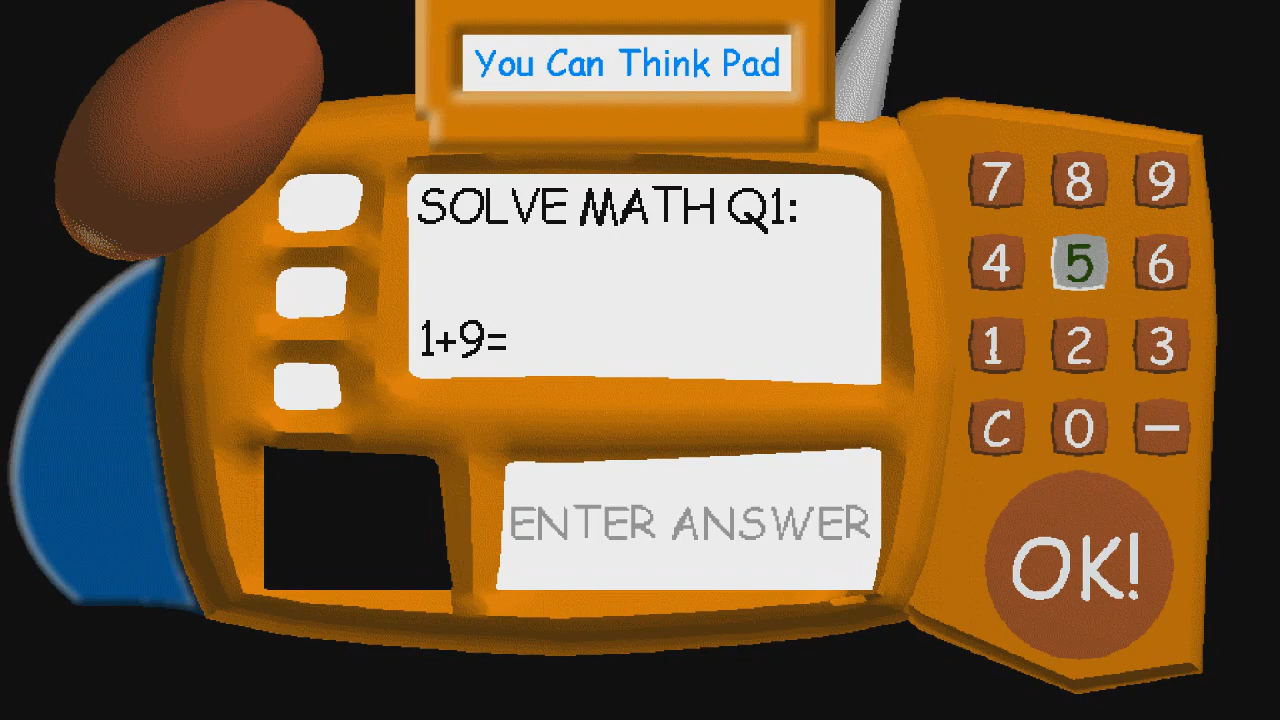 You Can Think Pad
SOLVE MATH Q1:
1+9=
ENTER ANSWER
7 8 9
4 5 6
1 2 3
C 0 −
OK!